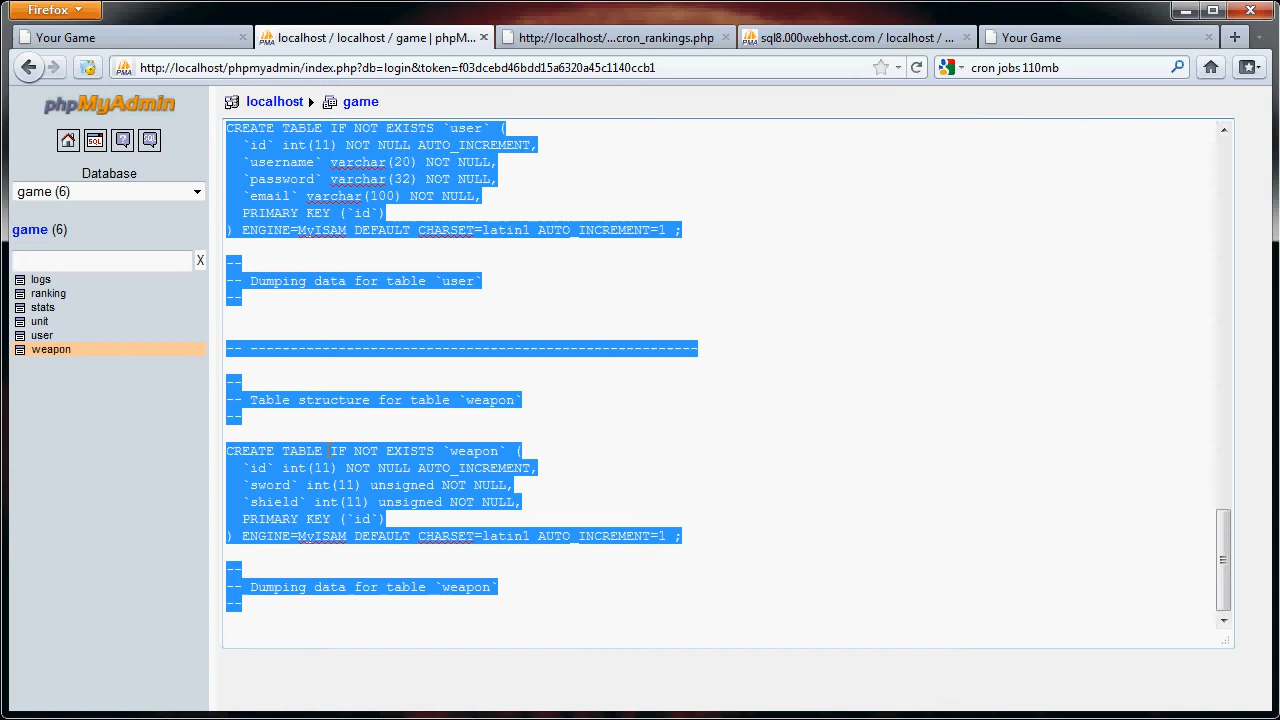 Firefox
Your Game
localhost / localhost / game | phpM...
http://localhost/...cron_rankings.php
sql8.000webhost.com / localhost / ...
Your Game
http://localhost/phpmyadmin/index.php?db=login&token=f03dcebd46bdd15a6320a45c1140ccb1
cron jobs 110mb
phpMyAdmin
SQL
Database
game (6)
game (6)
X
logs
ranking
stats
unit
user
weapon
localhost
game
CREATE TABLE IF NOT EXISTS `user` (
`id` int(11) NOT NULL AUTO_INCREMENT,
`username` varchar(20) NOT NULL,
`password` varchar(32) NOT NULL,
`email` varchar(100) NOT NULL,
PRIMARY KEY (`id`)
) ENGINE=MyISAM DEFAULT CHARSET=latin1 AUTO_INCREMENT=1 ;
--
-- Dumping data for table `user`
--
-- --------------------------------------------------------
--
-- Table structure for table `weapon`
--
CREATE TABLE IF NOT EXISTS `weapon` (
`id` int(11) NOT NULL AUTO_INCREMENT,
`sword` int(11) unsigned NOT NULL,
`shield` int(11) unsigned NOT NULL,
PRIMARY KEY (`id`)
) ENGINE=MyISAM DEFAULT CHARSET=latin1 AUTO_INCREMENT=1 ;
--
-- Dumping data for table `weapon`
--